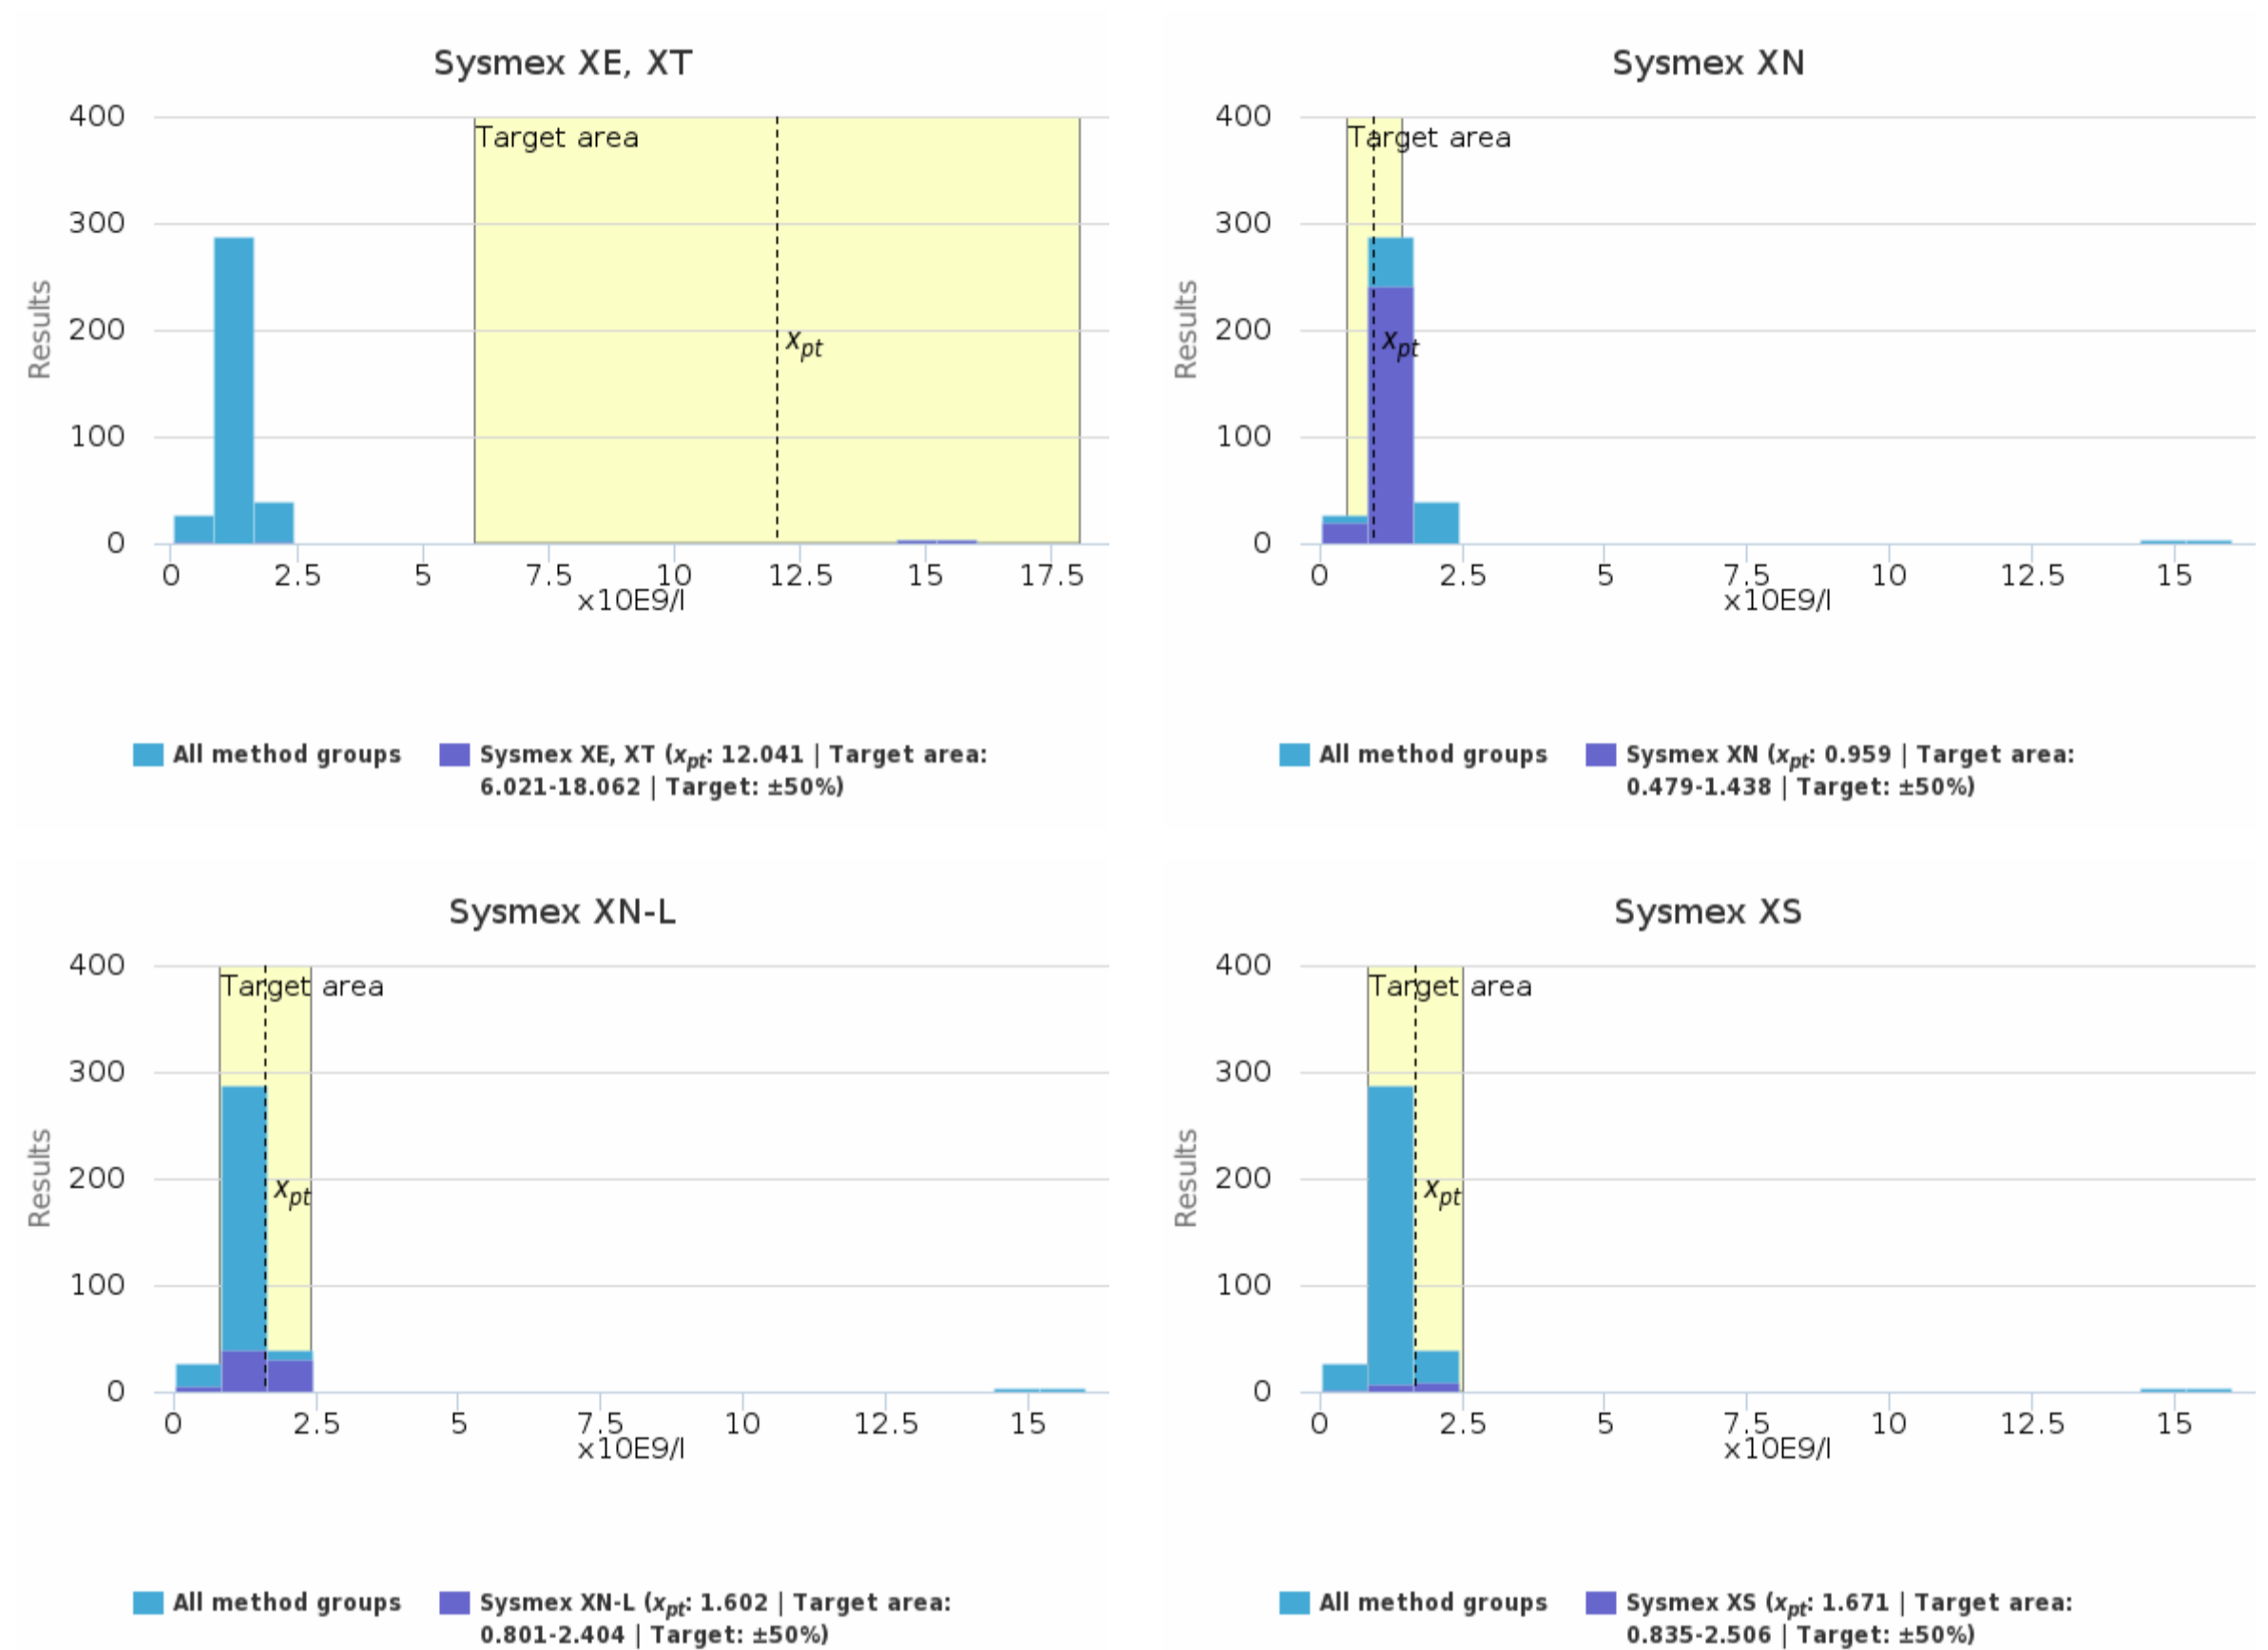 Sysmex XE, XT
400
Target area
300
Results
200
xpt
100
0
0 2.5 5 7.5 10 12.5 15 17.5
x10E9/l
All method groups
Sysmex XE, XT (xpt: 12.041 | Target area:
6.021-18.062 | Target: ±50%)
Sysmex XN
400
Target area
300
Results
200
xpt
100
0
0 2.5 5 7.5 10 12.5 15
x10E9/l
All method groups
Sysmex XN (xpt: 0.959 | Target area:
0.479-1.438 | Target: ±50%)
Sysmex XN-L
400
Target area
300
Results
200
xpt
100
0
0 2.5 5 7.5 10 12.5 15
x10E9/l
All method groups
Sysmex XN-L (xpt: 1.602 | Target area:
0.801-2.404 | Target: ±50%)
Sysmex XS
400
Target area
300
Results
200
xpt
100
0
0 2.5 5 7.5 10 12.5 15
x10E9/l
All method groups
Sysmex XS (xpt: 1.671 | Target area:
0.835-2.506 | Target: ±50%)